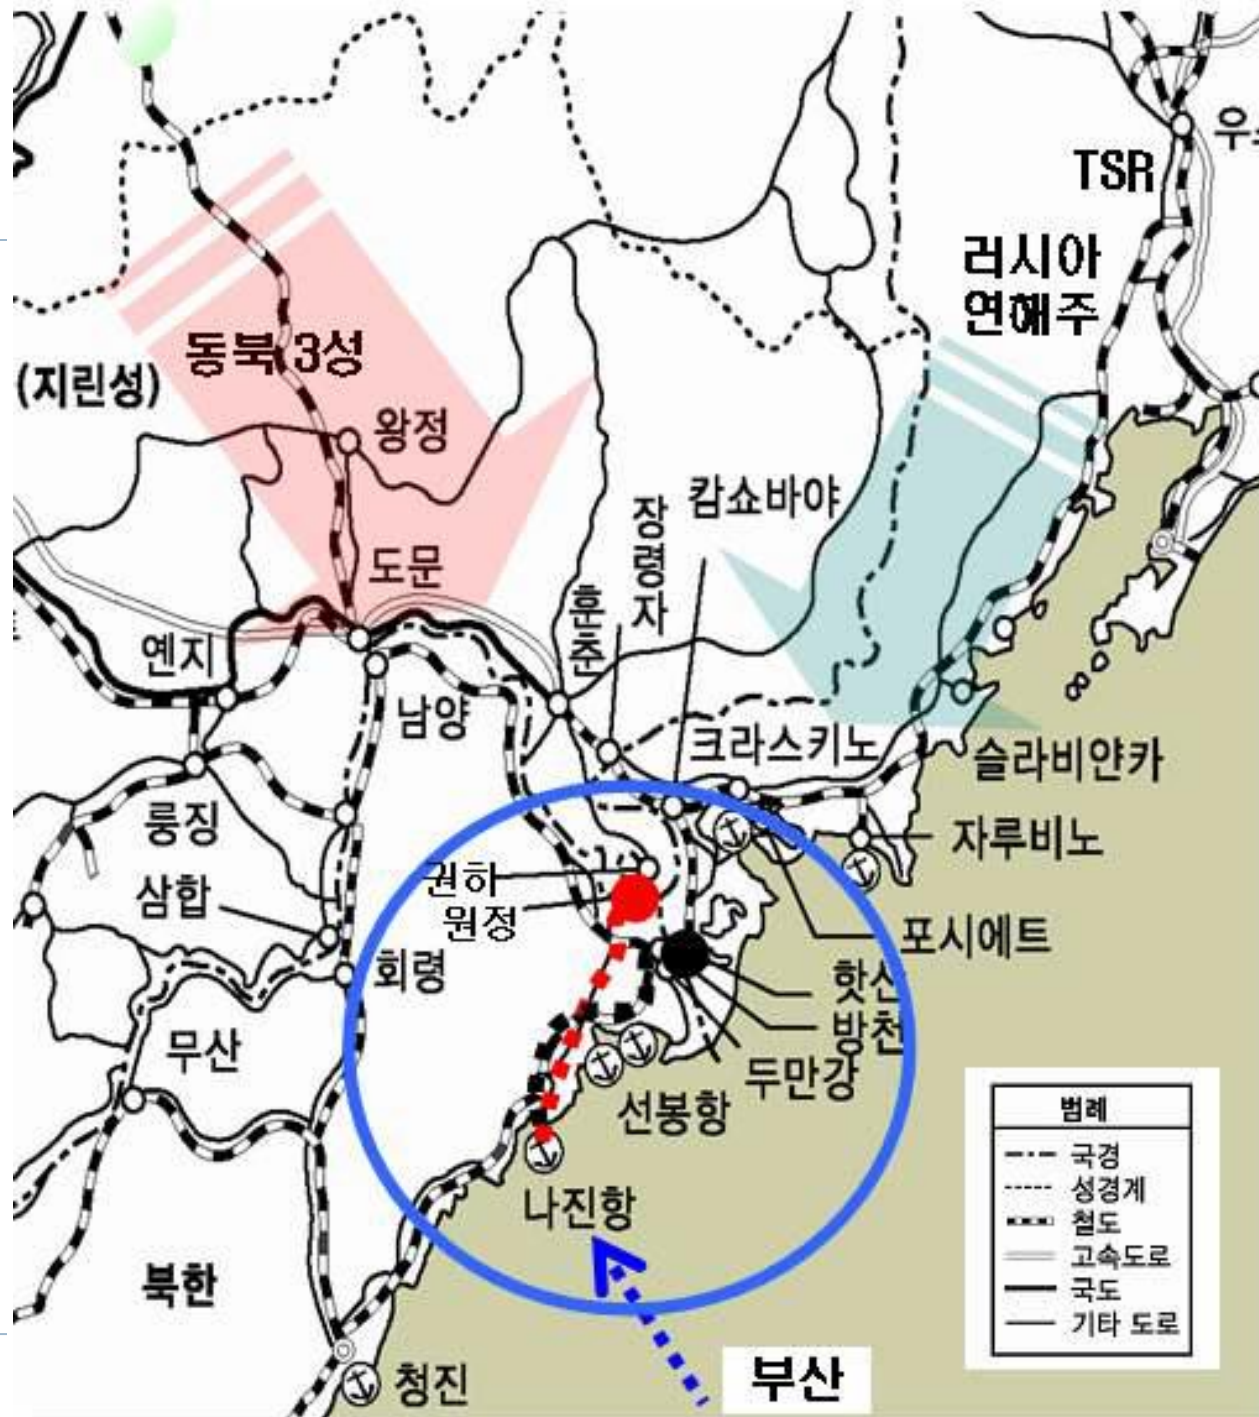 TSR
러시아
연해주
동북 3성
(지린성)
왕정
캄쇼바야
장령자
도문
훈춘
옌지
남양
크라스키노
슬라비얀카
룽징
자루비노
권하
삼합
원정
포시에트
회령
핫산
방천
무산
두만강
선봉항
나진항
북한
부산
청진
범례
국경
성경계
철도
고속도로
국도
기타 도로